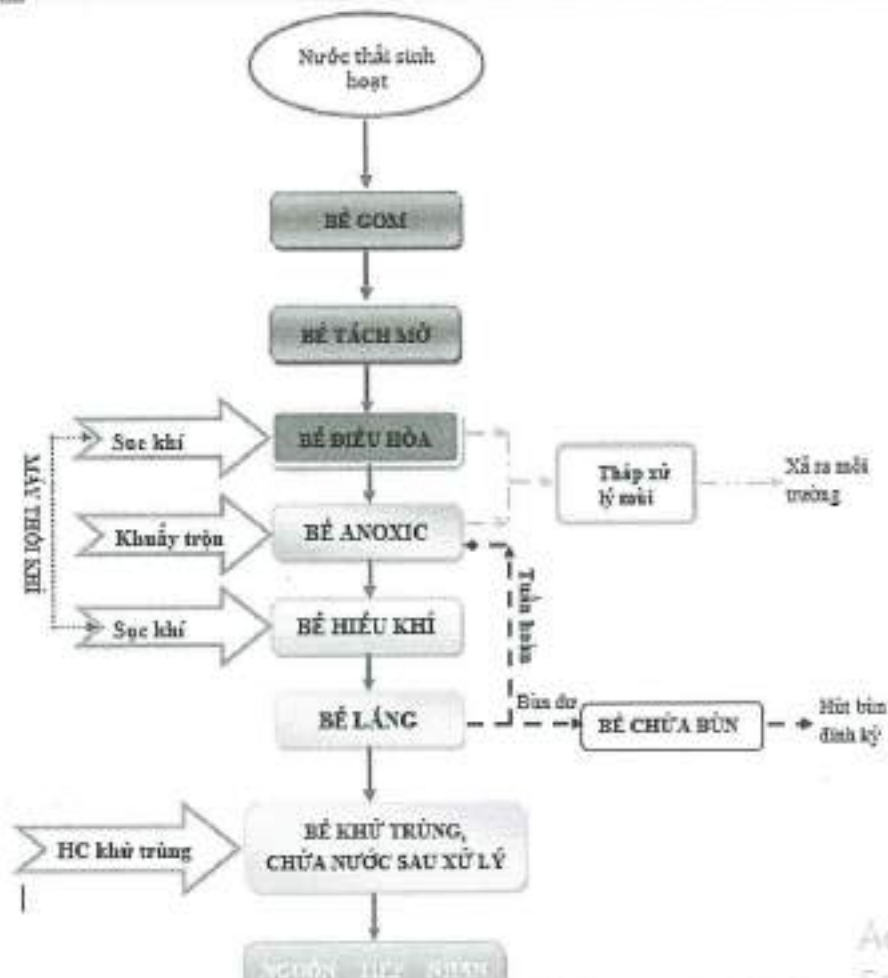 Nước thải sinh
hoạt
BỂ GOM
BỂ TÁCH MỠ
Sục khí
BỂ ĐIỀU HÒA
Tháp xử
lý mùi
Xả ra môi
trường
MÁY THỔI KHÍ
Khuấy trộn
BỂ ANOXIC
Tuần hoàn
Sục khí
BỂ HIẾU KHÍ
BỂ LẮNG
Bùn dư
BỂ CHỨA BÙN
Hút bùn
định kỳ
HC khử trùng
BỂ KHỬ TRÙNG,
CHỨA NƯỚC SAU XỬ LÝ
NGUỒN TIẾP NHẬN